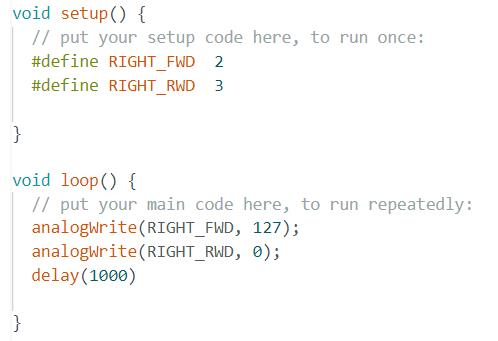 void setup() {
  // put your setup code here, to run once:
  #define RIGHT_FWD  2
  #define RIGHT_RWD  3

}

void loop() {
  // put your main code here, to run repeatedly:
  analogWrite(RIGHT_FWD, 127);
  analogWrite(RIGHT_RWD, 0);
  delay(1000)

}